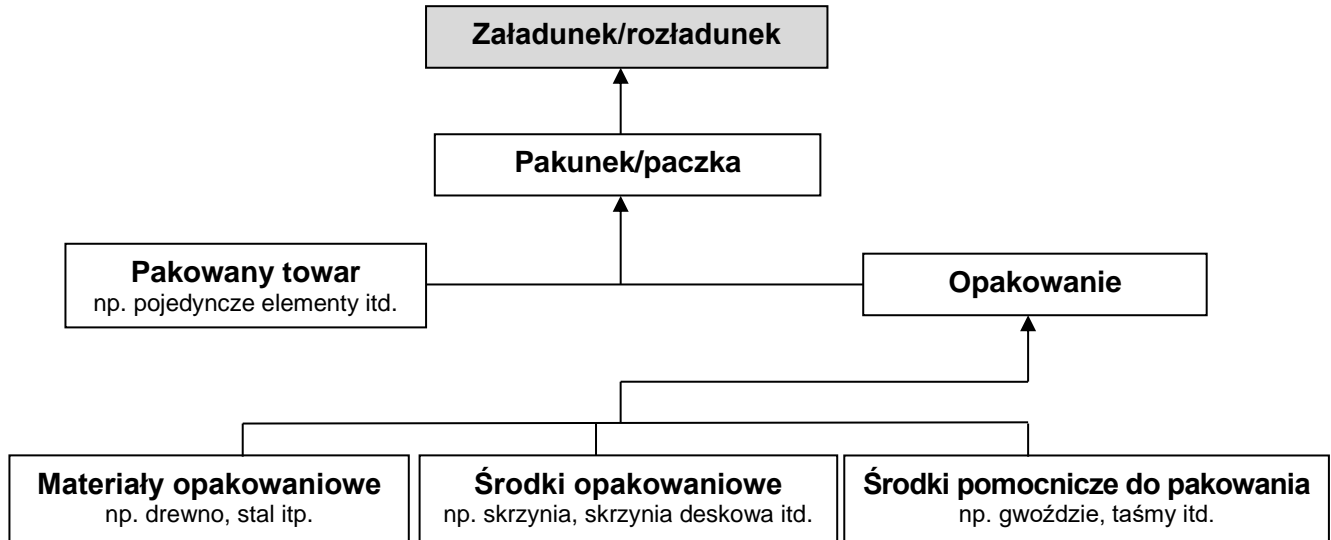 Załadunek/rozładunek
Pakunek/paczka
Pakowany towar
np. pojedyncze elementy itd.
Opakowanie
Materiały opakowaniowe
np. drewno, stal itp.
Środki opakowaniowe
np. skrzynia, skrzynia deskowa itd.
Środki pomocnicze do pakowania
np. gwoździe, taśmy itd.